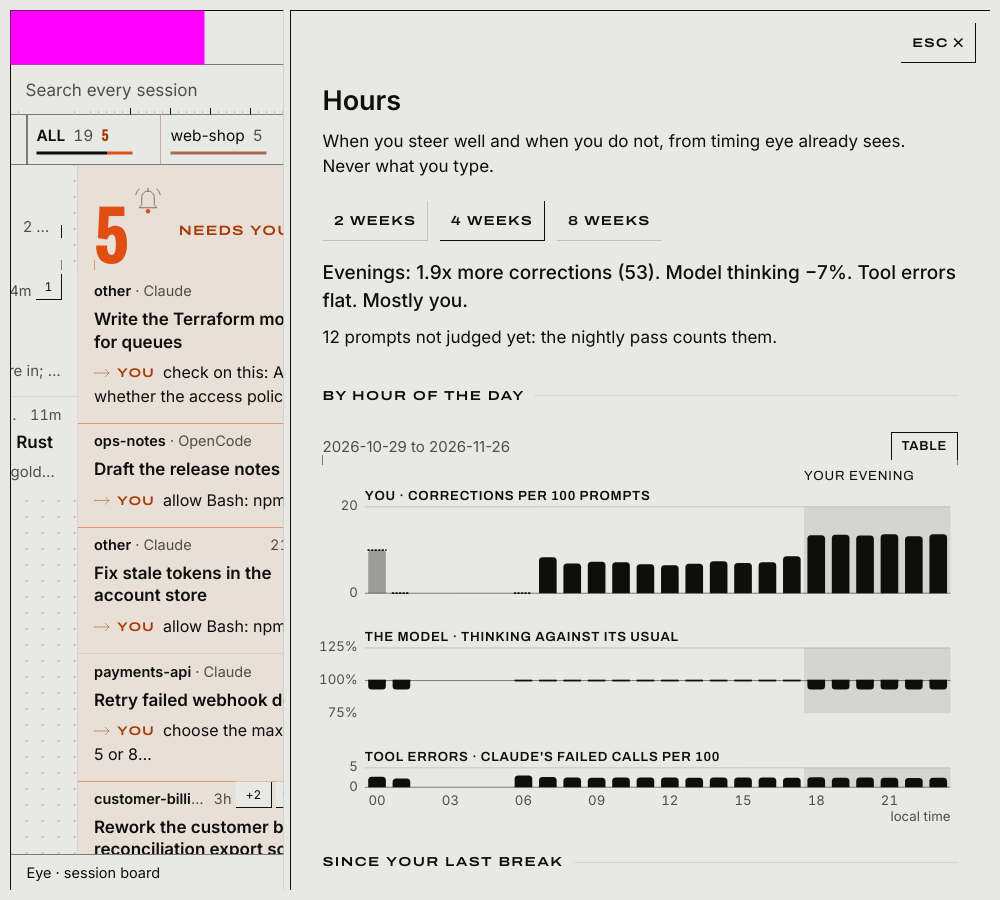 Search every session
ALL 19 5
web-shop 5
2 ...
4m 1
re in; ...
. 11m
Rust
gold...
5
NEEDS YOU
other · Claude
Write the Terraform mo
for queues
→ YOU check on this: A
whether the access polic
ops-notes · OpenCode
Draft the release notes
→ YOU allow Bash: npm
other · Claude 21
Fix stale tokens in the
account store
→ YOU allow Bash: npm
payments-api · Claude
Retry failed webhook d
→ YOU choose the max
5 or 8...
customer-billi... 3h +2
Rework the customer b
reconciliation export sc
Eye · session board
ESC ✕
Hours
When you steer well and when you do not, from timing eye already sees.
Never what you type.
2 WEEKS 4 WEEKS 8 WEEKS
Evenings: 1.9x more corrections (53). Model thinking −7%. Tool errors
flat. Mostly you.
12 prompts not judged yet: the nightly pass counts them.
BY HOUR OF THE DAY
2026-10-29 to 2026-11-26
TABLE
YOUR EVENING
YOU · CORRECTIONS PER 100 PROMPTS
20
0
THE MODEL · THINKING AGAINST ITS USUAL
125%
100%
75%
TOOL ERRORS · CLAUDE'S FAILED CALLS PER 100
5
0
00 03 06 09 12 15 18 21
local time
SINCE YOUR LAST BREAK